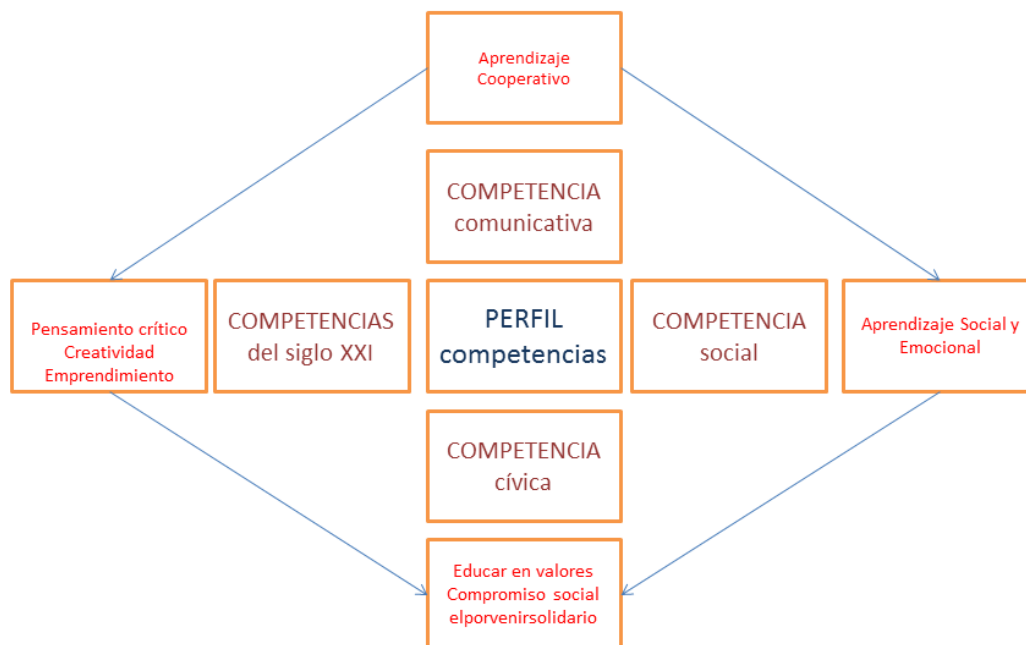 Aprendizaje
Cooperativo
COMPETENCIA
comunicativa
Pensamiento crítico
Creatividad
Emprendimiento
COMPETENCIAS
del siglo XXI
PERFIL
competencias
COMPETENCIA
social
Aprendizaje Social y
Emocional
COMPETENCIA
cívica
Educar en valores
Compromiso social
elporvenirsolidario